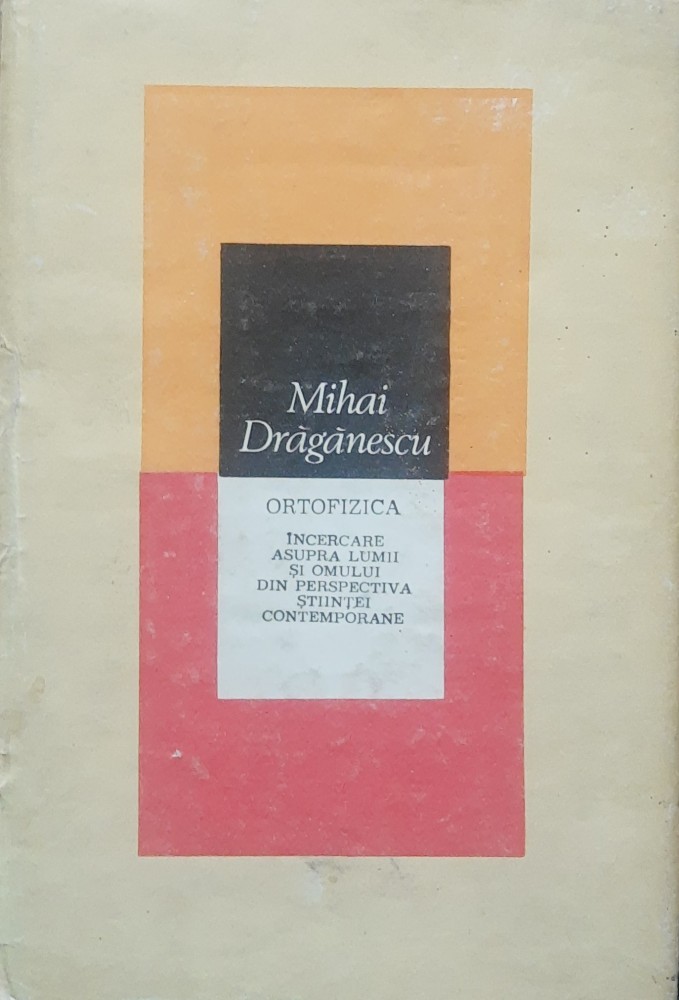 Mihai
Drăgănescu
ORTOFIZICA
ÎNCERCARE
ASUPRA LUMII
ȘI OMULUI
DIN PERSPECTIVA
ȘTIINȚEI
CONTEMPORANE